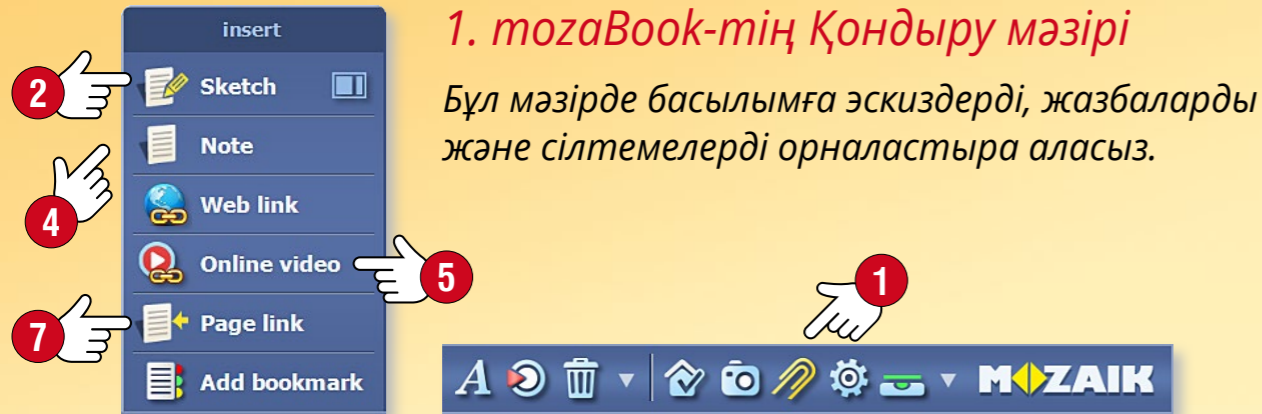 insert
2
Sketch
Note
4
Web link
Online video
5
7
Page link
Add bookmark
1. mozaBook-тің Қондыру мәзірі
Бұл мәзірде басылымға эскиздерді, жазбаларды
және сілтемелерді орналастыра аласыз.
1
A
MOZAIK